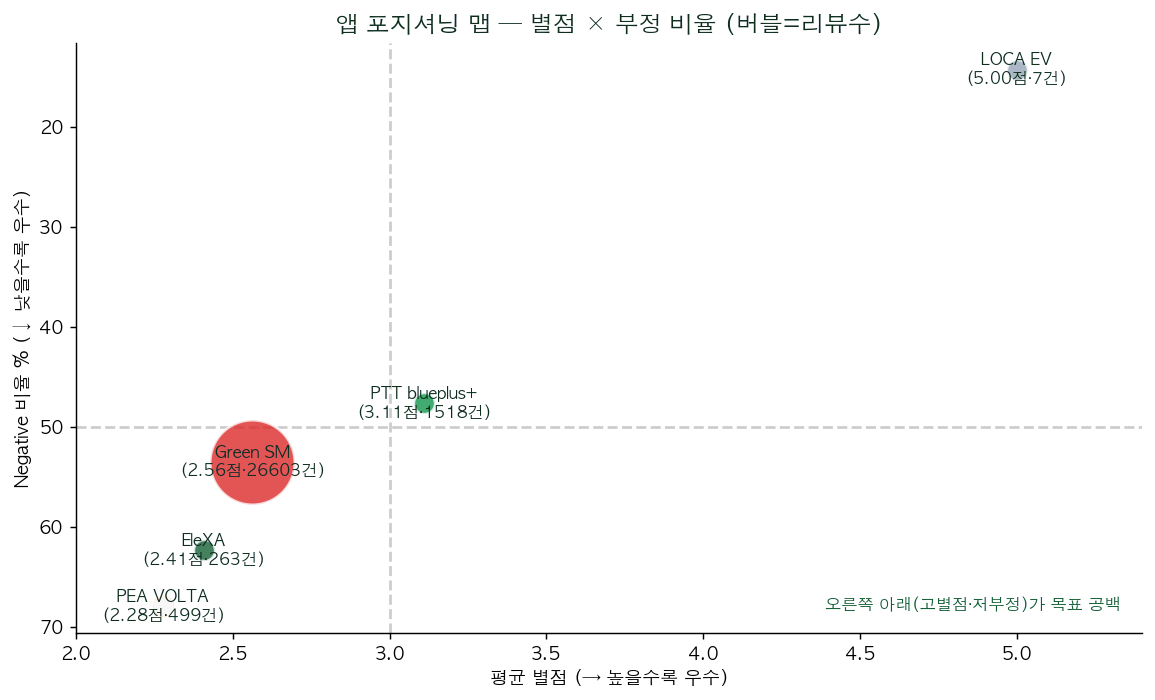 앱 포지셔닝 맵 — 별점 × 부정 비율 (버블=리뷰수)
LOCA EV
(5.00점·7건)
20
30
40
50
60
70
Negative 비율 % (↓ 낮을수록 우수)
PTT blueplus+
(3.11점·1518건)
Green SM
(2.56점·26603건)
EleXA
(2.41점·263건)
PEA VOLTA
(2.28점·499건)
오른쪽 아래(고별점·저부정)가 목표 공백
2.0 2.5 3.0 3.5 4.0 4.5 5.0
평균 별점 (→ 높을수록 우수)